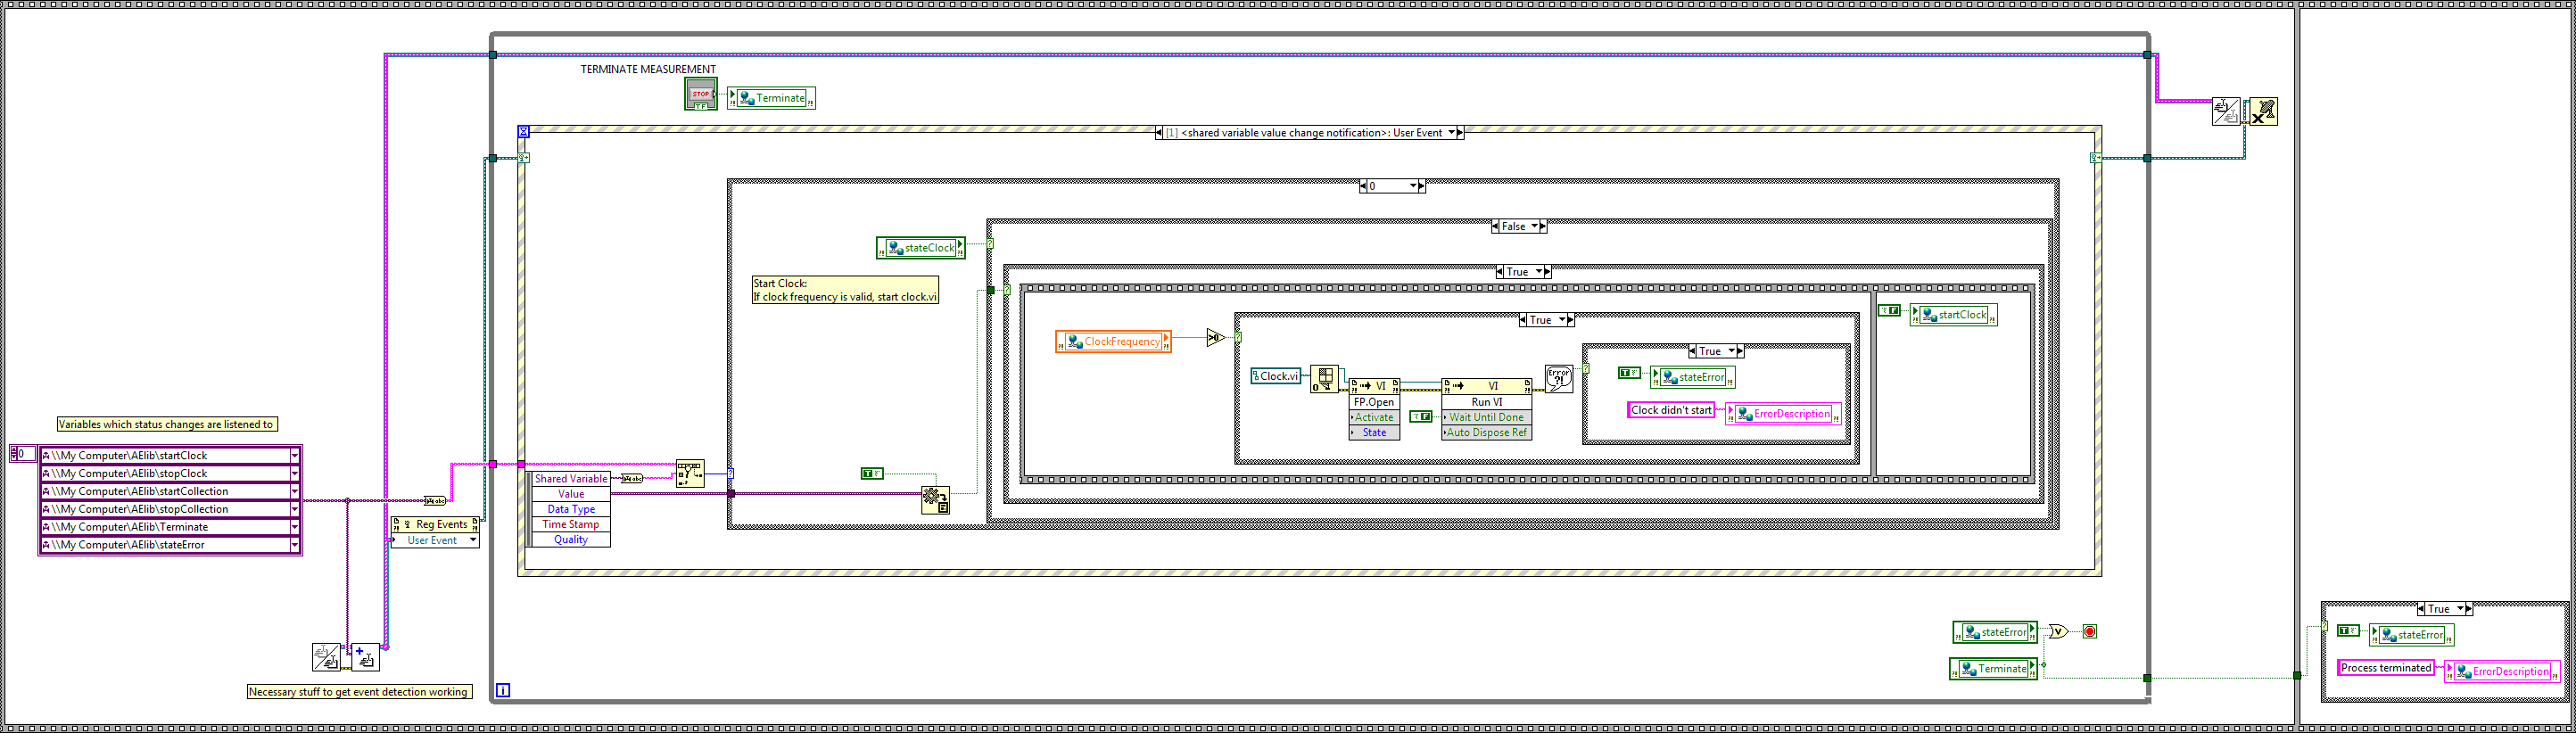 TERMINATE MEASUREMENT
STOP
TF
Terminate
[1] <shared variable value change notification>: User Event
0
False
stateClock
Start Clock:
If clock frequency is valid, start clock.vi
True
ClockFrequency
True
startClock
Clock.vi
VI
FP.Open
Activate
State
VI
Run VI
Wait Until Done
Auto Dispose Ref
Error
?!
True
T
stateError
Clock didn't start
ErrorDescription
F
F
Variables which status changes are listened to
0
\\My Computer\AElib\startClock
\\My Computer\AElib\stopClock
\\My Computer\AElib\startCollection
\\My Computer\AElib\stopCollection
\\My Computer\AElib\Terminate
\\My Computer\AElib\stateError
abc
Reg Events
User Event
Shared Variable
Value
Data Type
Time Stamp
Quality
abc
T
Necessary stuff to get event detection working
i
stateError
Terminate
True
T
stateError
Process terminated
ErrorDescription